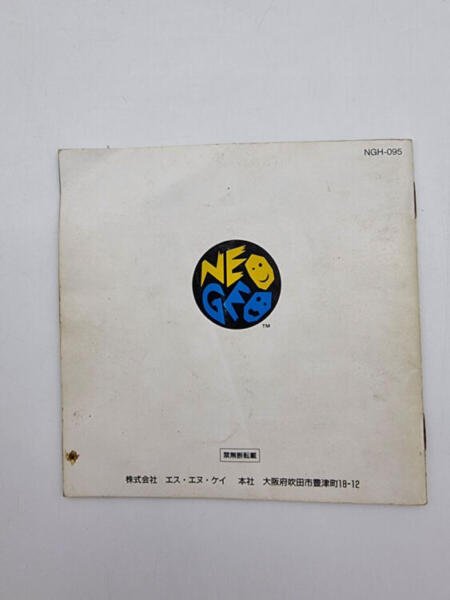 NGH-095
NEO
GEO
TM
禁無断転載
株式会社 エス・エヌ・ケイ 本社 大阪府吹田市豊津町18-12